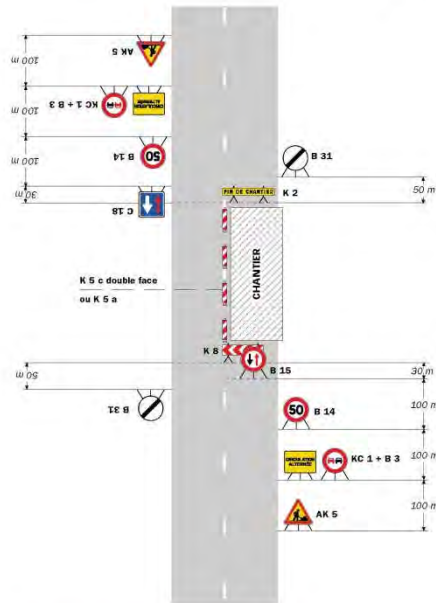 AK 5
100 m
KC 1 + B 3
CIRCULATION
ALTERNÉE
100 m
50
B 14
100 m
C 18
30 m
B 31
50 m
FIN DE CHANTIER
K 2
CHANTIER
K 5 c double face
ou K 5 a
K 8
B 15
50 m
B 31
30 m
50
B 14
100 m
CIRCULATION
ALTERNÉE
KC 1 + B 3
100 m
AK 5
100 m